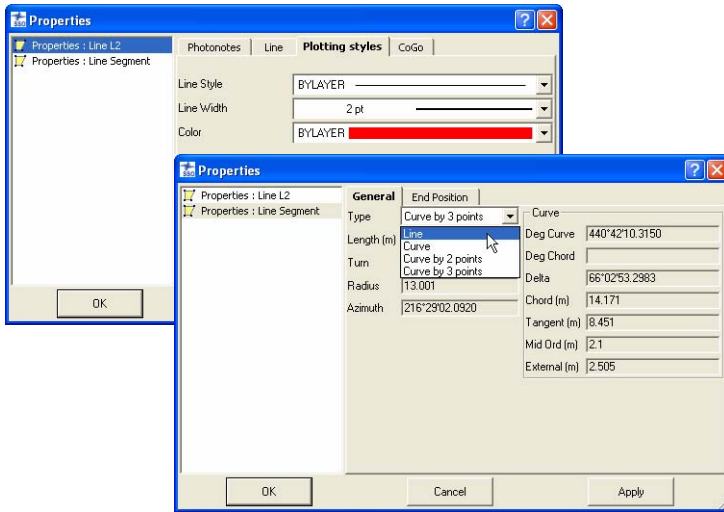 Properties
Properties : Line L2
Properties : Line Segment
Photonotes Line Plotting styles CoGo
Line Style BYLAYER
Line Width 2 pt
Color BYLAYER
OK
Properties
Properties : Line L2
Properties : Line Segment
General End Position
Type Curve by 3 points
Line
Curve
Curve by 2 points
Curve by 3 points
Length (m)
Turn
Radius 13.001
Azimuth 216°29'02.0920
Curve
Deg Curve 440°42'10.3150
Deg Chord
Delta 66°02'53.2983
Chord (m) 14.171
Tangent (m) 8.451
Mid Ord (m) 2.1
External (m) 2.505
OK Cancel Apply